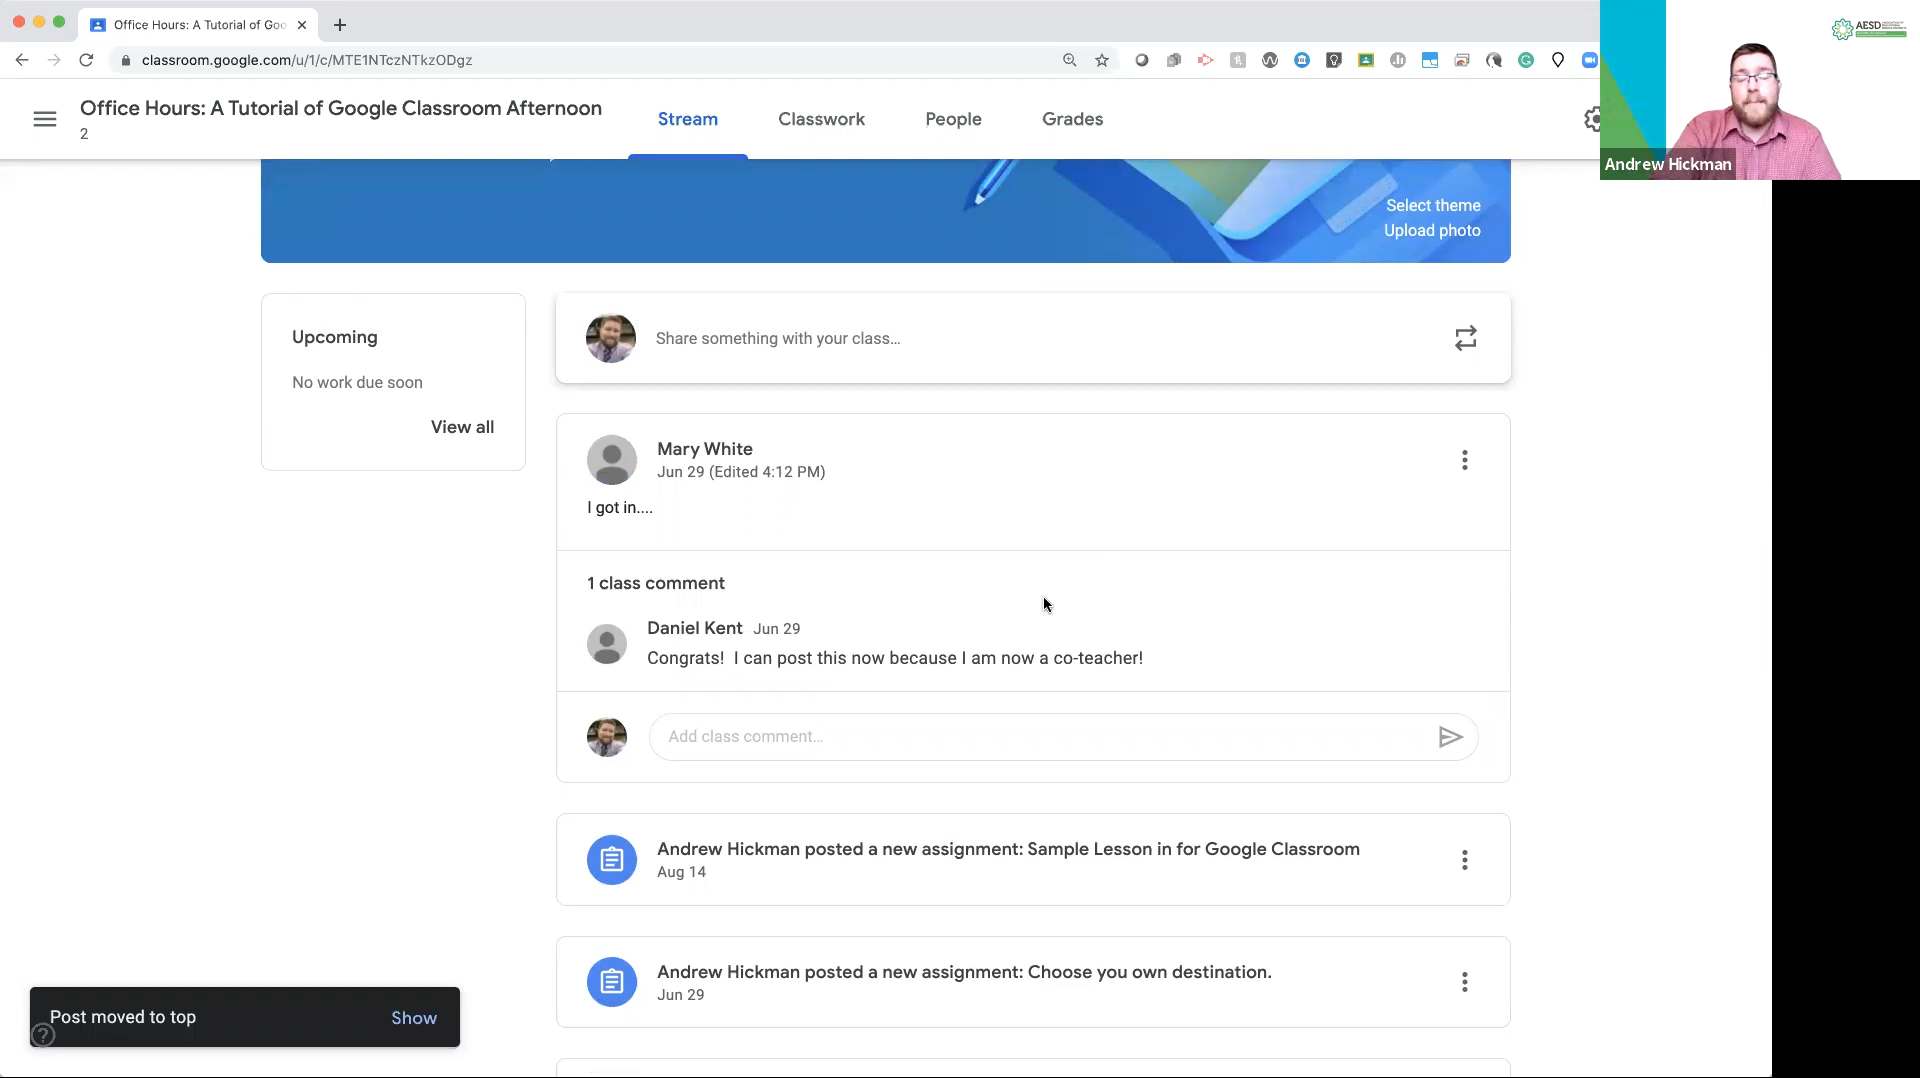 Office Hours: A Tutorial of Goo
classroom.google.com/u/1/c/MTE1NTczNTkzODgz
AESD
Office Hours: A Tutorial of Google Classroom Afternoon
2
Stream
Classwork
People
Grades
Andrew Hickman
Select theme
Upload photo
Upcoming
No work due soon
View all
Share something with your class...
Mary White
Jun 29 (Edited 4:12 PM)
I got in....
1 class comment
Daniel Kent Jun 29
Congrats!  I can post this now because I am now a co-teacher!
Add class comment...
Andrew Hickman posted a new assignment: Sample Lesson in for Google Classroom
Aug 14
Andrew Hickman posted a new assignment: Choose you own destination.
Jun 29
Post moved to top
Show